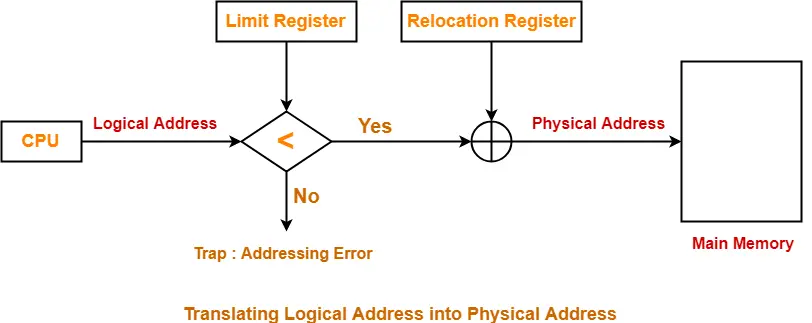 Limit Register
Relocation Register
CPU
Logical Address
<
Yes
Physical Address
No
Trap : Addressing Error
Main Memory
Translating Logical Address into Physical Address